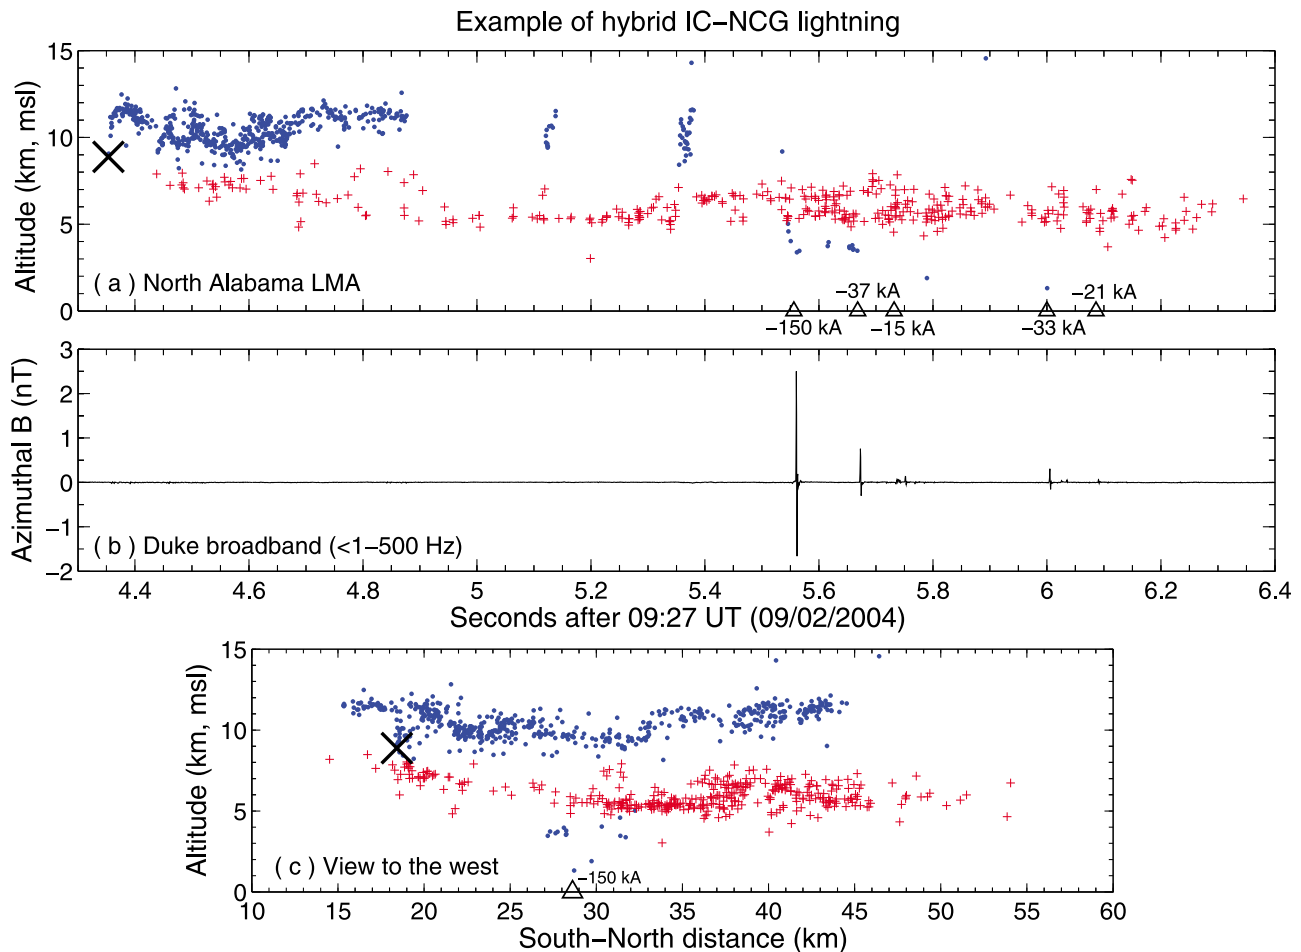 Example of hybrid IC−NCG lightning
15
10
5
0
Altitude (km, msl)
( a ) North Alabama LMA
−37 kA
−21 kA
−150 kA
−15 kA
−33 kA
3
2
1
0
−1
−2
Azimuthal B (nT)
( b ) Duke broadband (<1−500 Hz)
4.4 4.6 4.8 5 5.2 5.4 5.6 5.8 6 6.2 6.4
Seconds after 09:27 UT (09/02/2004)
15
10
5
0
Altitude (km, msl)
( c ) View to the west
−150 kA
10 15 20 25 30 35 40 45 50 55 60
South−North distance (km)